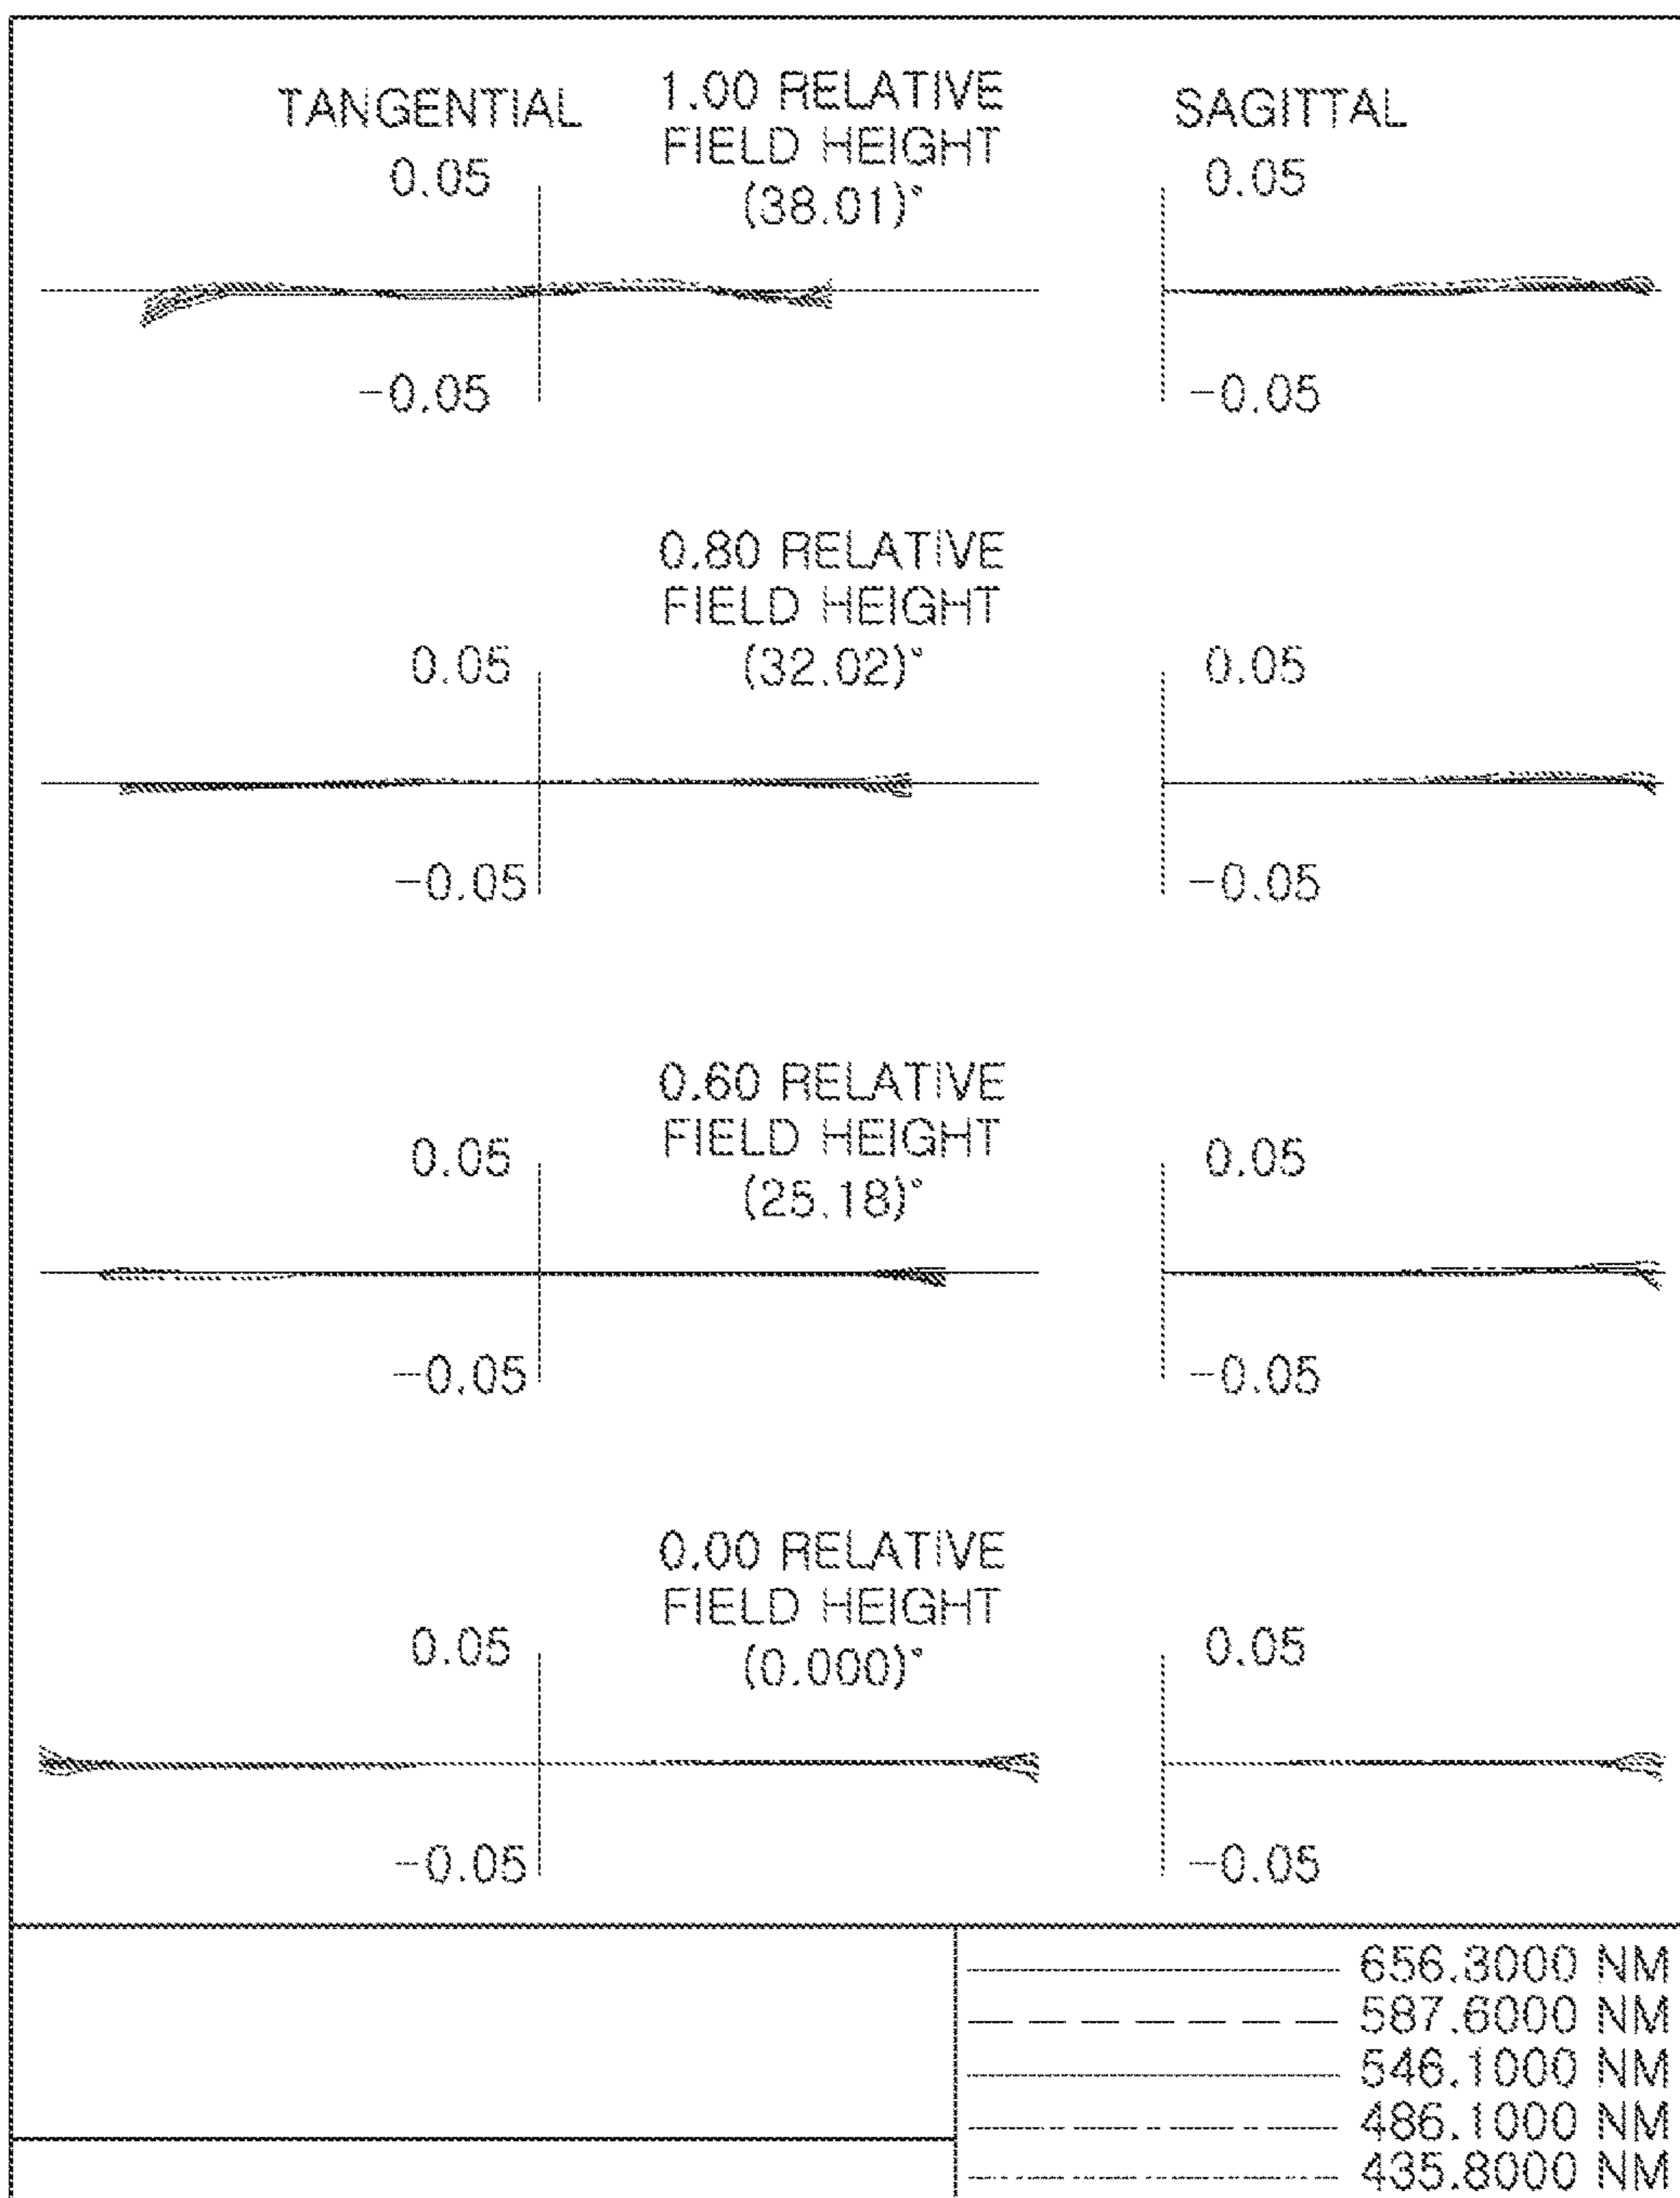 TANGENTIAL
1.00 RELATIVE
FIELD HEIGHT
(38.01)°
SAGITTAL
0.05
0.05
-0.05
-0.05
0.80 RELATIVE
FIELD HEIGHT
(32.02)°
0.05
0.05
-0.05
-0.05
0.60 RELATIVE
FIELD HEIGHT
(25.18)°
0.05
0.05
-0.05
-0.05
0.00 RELATIVE
FIELD HEIGHT
(0.000)°
0.05
0.05
-0.05
-0.05
656.3000 NM
587.6000 NM
546.1000 NM
486.1000 NM
435.8000 NM